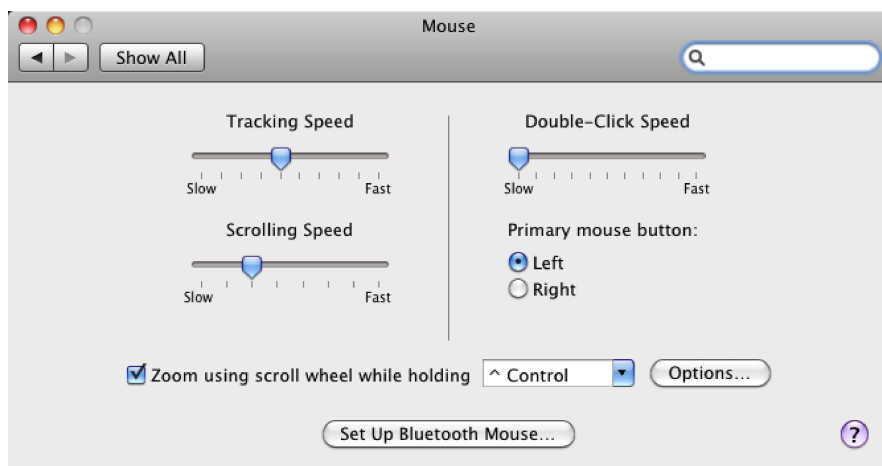 Mouse
Show All
Tracking Speed
Slow Fast
Scrolling Speed
Slow Fast
Double-Click Speed
Slow Fast
Primary mouse button:
Left
Right
Zoom using scroll wheel while holding ^ Control Options...
Set Up Bluetooth Mouse... ?